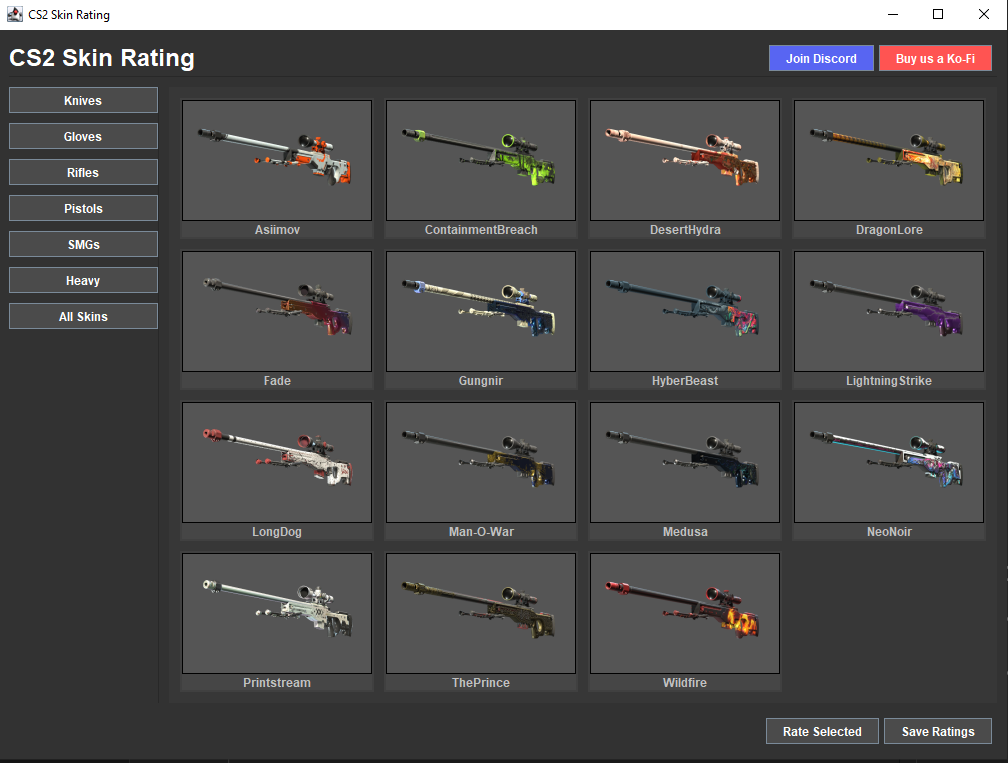 CS2 Skin Rating
CS2 Skin Rating
Join Discord
Buy us a Ko-Fi
Knives
Gloves
Rifles
Pistols
SMGs
Heavy
All Skins
Asiimov
ContainmentBreach
DesertHydra
DragonLore
Fade
Gungnir
HyberBeast
LightningStrike
LongDog
Man-O-War
Medusa
NeoNoir
Printstream
ThePrince
Wildfire
Rate Selected
Save Ratings